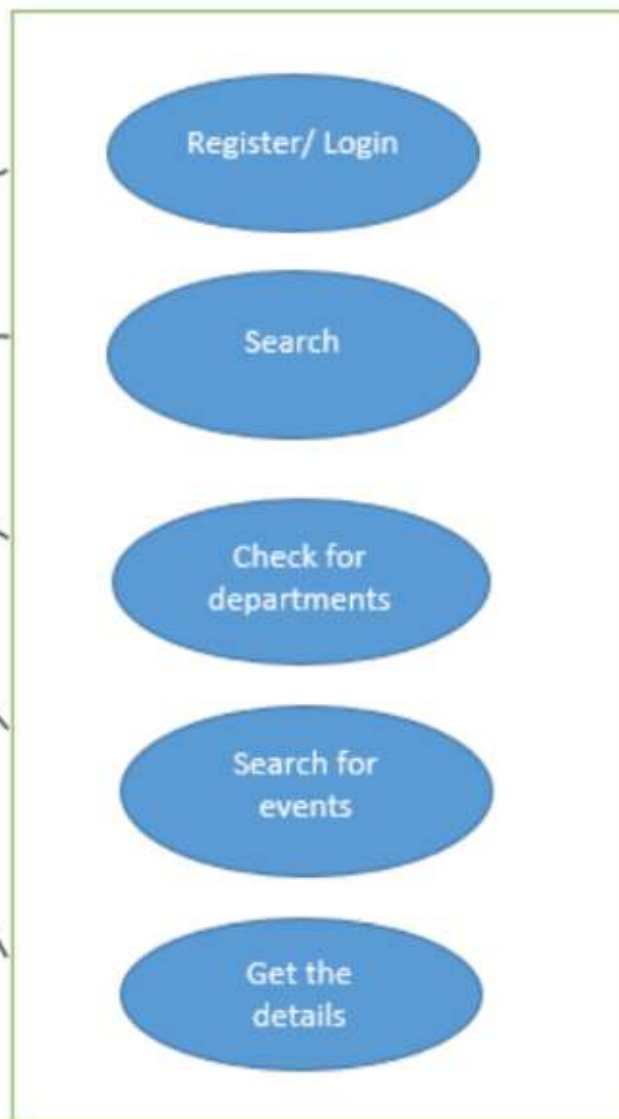 Register/ Login
Search
Check for
departments
Search for
events
Get the
details